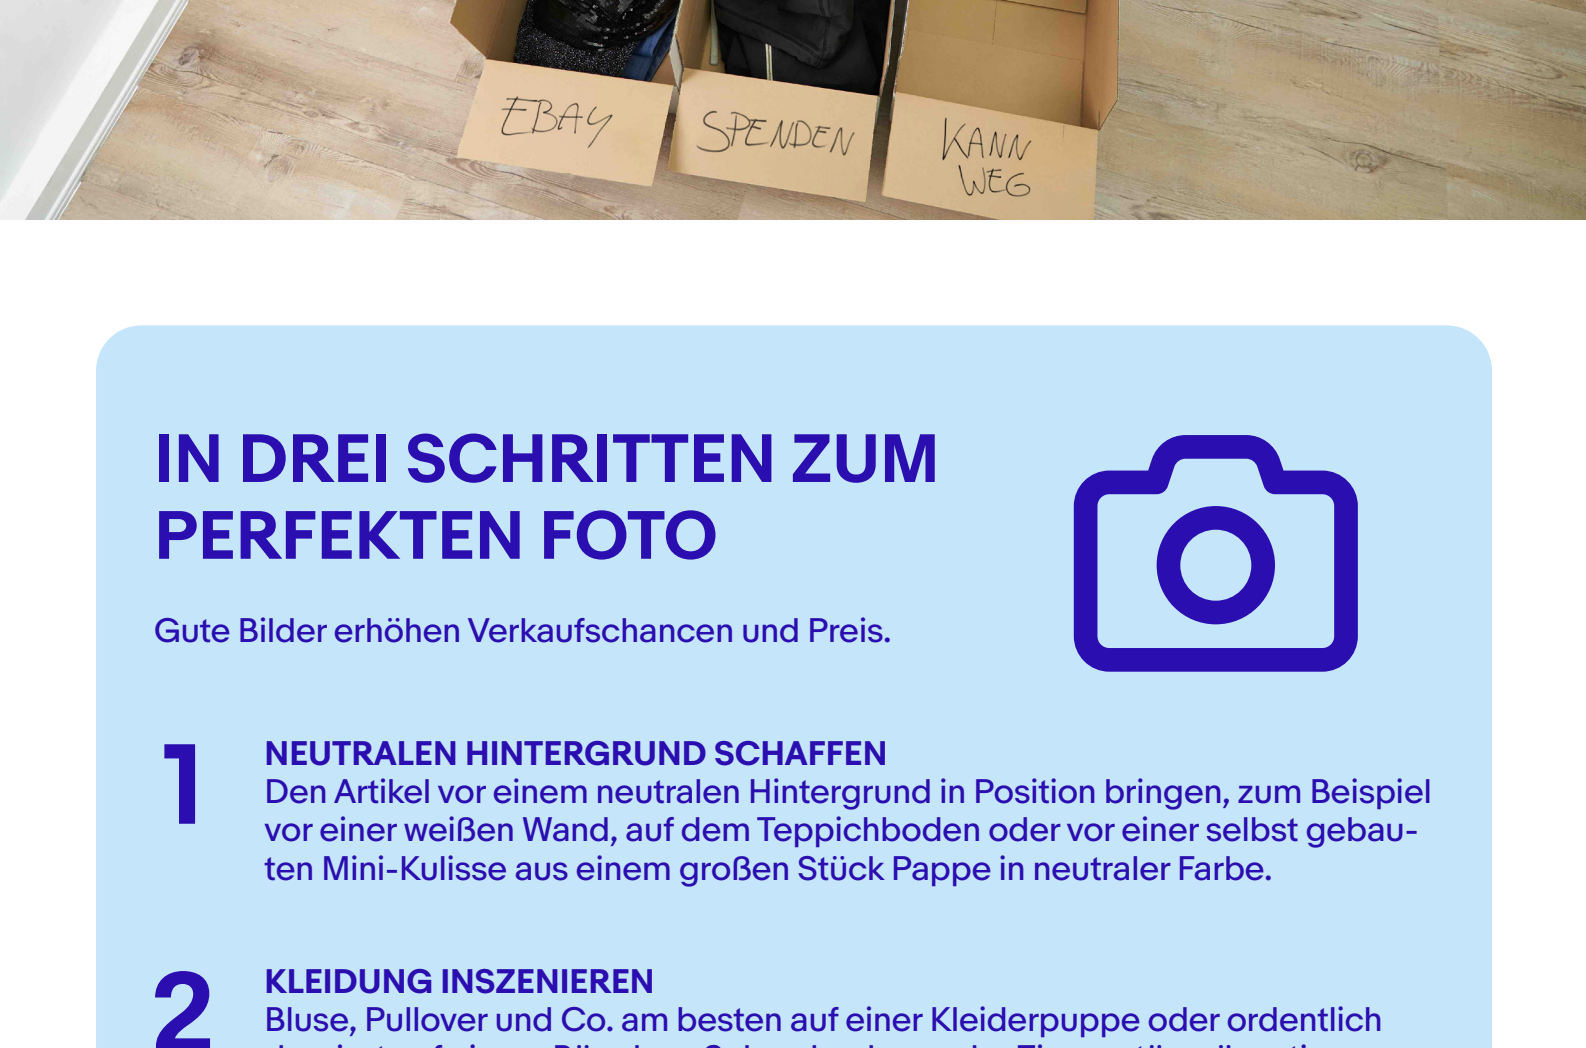 EBAY
SPENDEN
KANN
WEG
IN DREI SCHRITTEN ZUM
PERFEKTEN FOTO
Gute Bilder erhöhen Verkaufschancen und Preis.
1
NEUTRALEN HINTERGRUND SCHAFFEN
Den Artikel vor einem neutralen Hintergrund in Position bringen, zum Beispiel
vor einer weißen Wand, auf dem Teppichboden oder vor einer selbst gebau-
ten Mini-Kulisse aus einem großen Stück Pappe in neutraler Farbe.
2
KLEIDUNG INSZENIEREN
Bluse, Pullover und Co. am besten auf einer Kleiderpuppe oder ordentlich